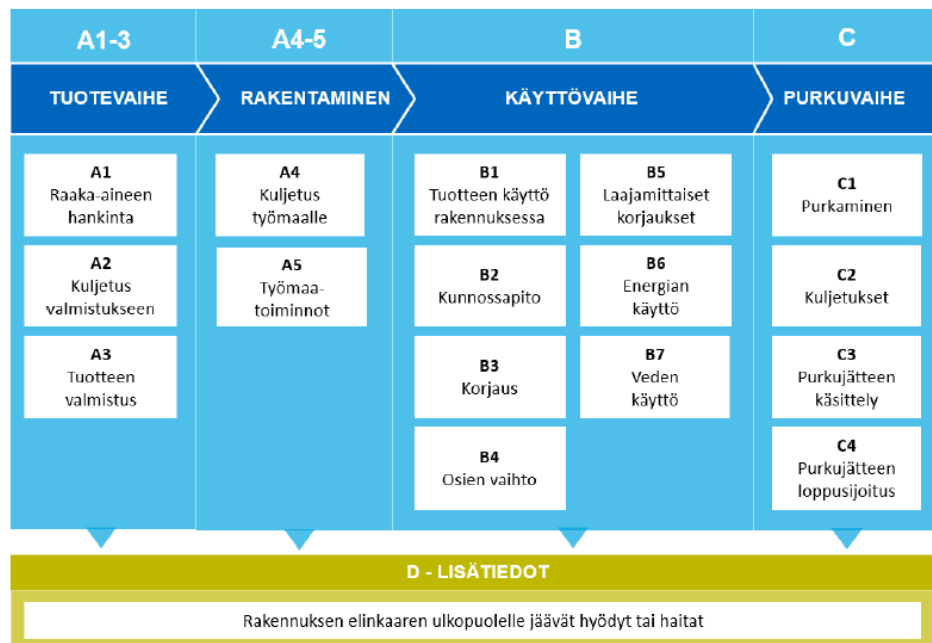 A1-3
A4-5
B
C
TUOTEVAIHE
RAKENTAMINEN
KÄYTTÖVAIHE
PURKUVAIHE
A1
Raaka-aineen
hankinta
A2
Kuljetus
valmistukseen
A3
Tuotteen
valmistus
A4
Kuljetus
työmaalle
A5
Työmaa-
toiminnot
B1
Tuotteen käyttö
rakennuksessa
B2
Kunnossapito
B3
Korjaus
B4
Osien vaihto
B5
Laajamittaiset
korjaukset
B6
Energian
käyttö
B7
Veden
käyttö
C1
Purkaminen
C2
Kuljetukset
C3
Purkujätteen
käsittely
C4
Purkujätteen
loppusijoitus
D - LISÄTIEDOT
Rakennuksen elinkaaren ulkopuolelle jäävät hyödyt tai haitat